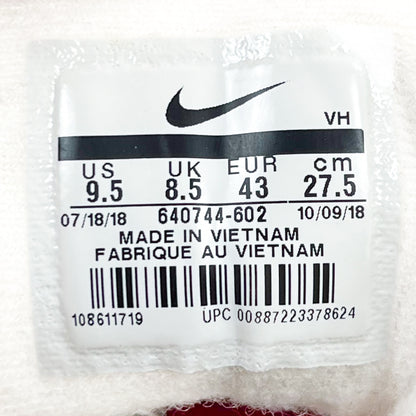 VH
US UK EUR cm
9.5 8.5 43 27.5
07/18/18 640744-602 10/09/18
MADE IN VIETNAM
FABRIQUE AU VIETNAM
108611719 UPC 00887223378624